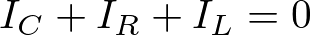 I_C + I_R + I_L = 0